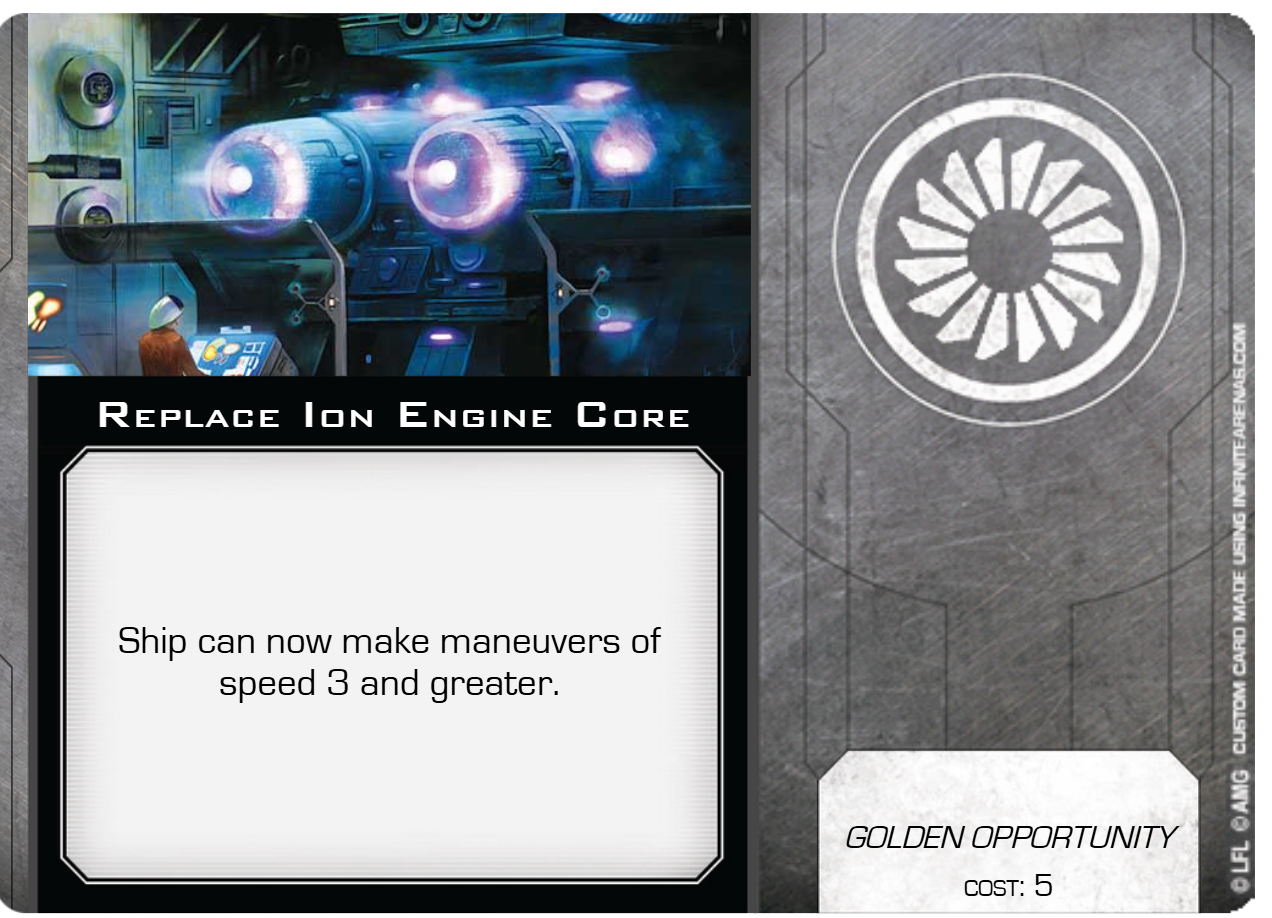 Replace Ion Engine Core
Ship can now make maneuvers of
speed 3 and greater.
GOLDEN OPPORTUNITY
COST: 5
© LFL © AMG CUSTOM CARD MADE USING INFINITEARENAS.COM